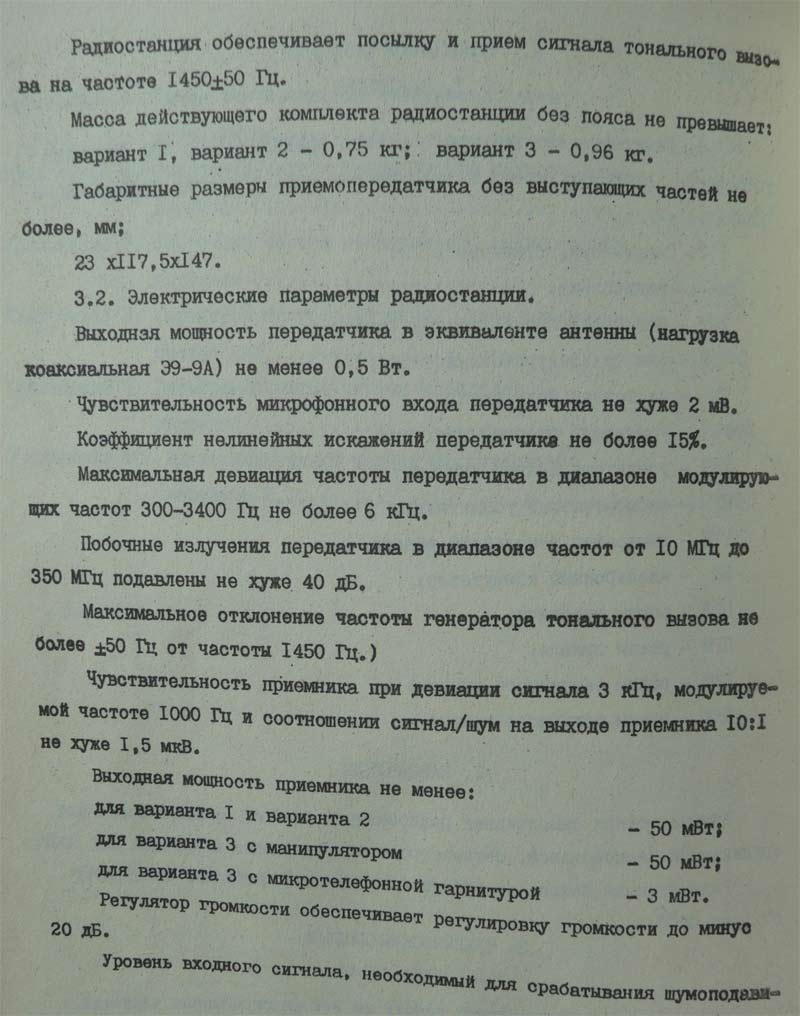 Радиостанция обеспечивает посылку и прием сигнала тонального вызо-
ва на частоте I450±50 Гц.
Масса действующего комплекта радиостанции без пояса не превышает:
вариант I, вариант 2 – 0,75 кг; вариант 3 – 0,96 кг.
Габаритные размеры приемопередатчика без выступающих частей не
более, мм;
23 хII7,5хI47.
3.2. Электрические параметры радиостанции.
Выходная мощность передатчика в эквиваленте антенны (нагрузка
коаксиальная Э9-9А) не менее 0,5 Вт.
Чувствительность микрофонного входа передатчика не хуже 2 мВ.
Коэффициент нелинейных искажений передатчика не более I5%.
Максимальная девиация частоты передатчика в диапазоне модулирую-
щих частот 300-3400 Гц не более 6 кГц.
Побочные излучения передатчика в диапазоне частот от I0 МГц до
350 МГц подавлены не хуже 40 дБ.
Максимальное отклонение частоты генератора тонального вызова не
более ±50 Гц от частоты I450 Гц.)
Чувствительность приемника при девиации сигнала 3 кГц, модулируе-
мой частоте I000 Гц и соотношении сигнал/шум на выходе приемника I0:I
не хуже I,5 мкВ.
Выходная мощность приемника не менее:
для варианта I и варианта 2 – 50 мВт;
для варианта 3 с манипулятором – 50 мВт;
для варианта 3 с микротелефонной гарнитурой – 3 мВт.
Регулятор громкости обеспечивает регулировку громкости до минус
20 дБ.
Уровень входного сигнала, необходимый для срабатывания шумоподави-